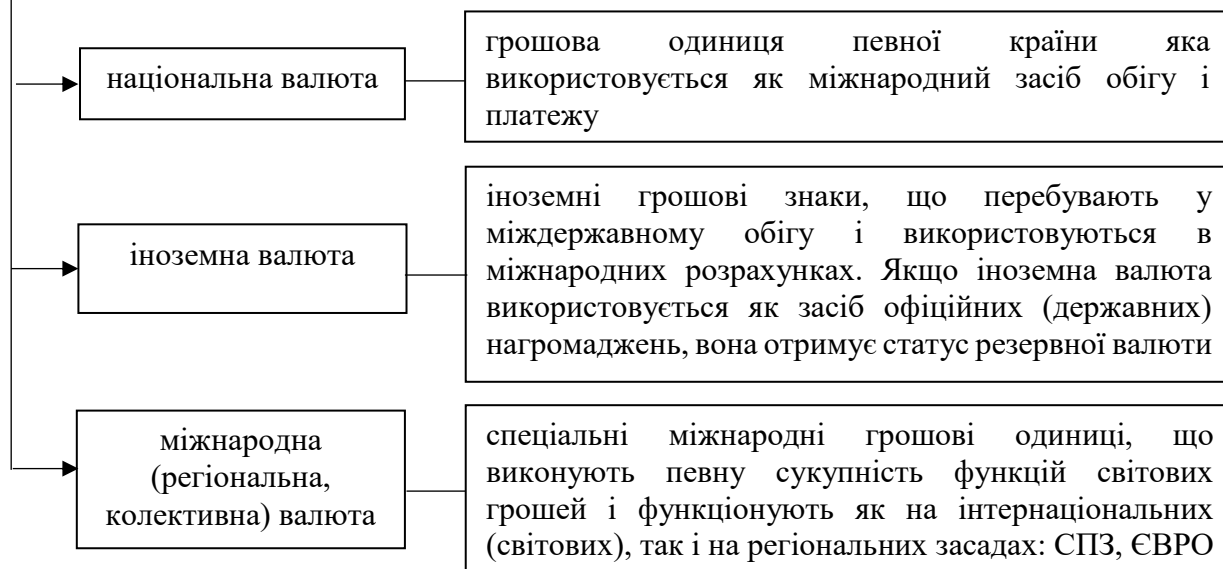 національна валюта
грошова одиниця певної країни яка
використовується як міжнародний засіб обігу і
платежу
іноземна валюта
іноземні грошові знаки, що перебувають у
міждержавному обігу і використовуються в
міжнародних розрахунках. Якщо іноземна валюта
використовується як засіб офіційних (державних)
нагромаджень, вона отримує статус резервної валюти
міжнародна
(регіональна,
колективна) валюта
спеціальні міжнародні грошові одиниці, що
виконують певну сукупність функцій світових
грошей і функціонують як на інтернаціональних
(світових), так і на регіональних засадах: СПЗ, ЄВРО